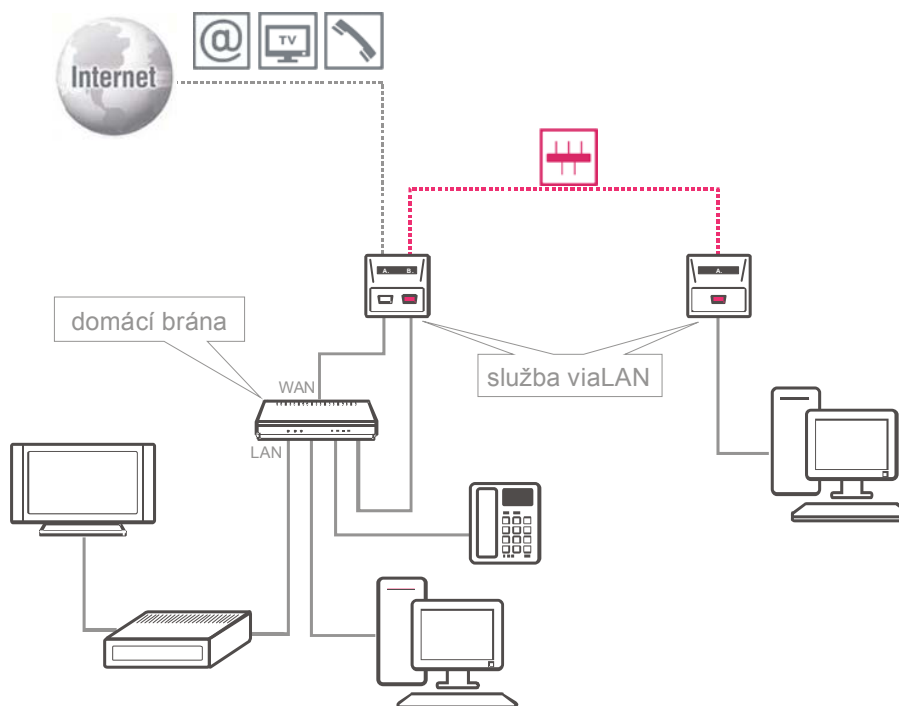 @
TV
Internet
A. B.
A.
domácí brána
služba viaLAN
WAN
LAN